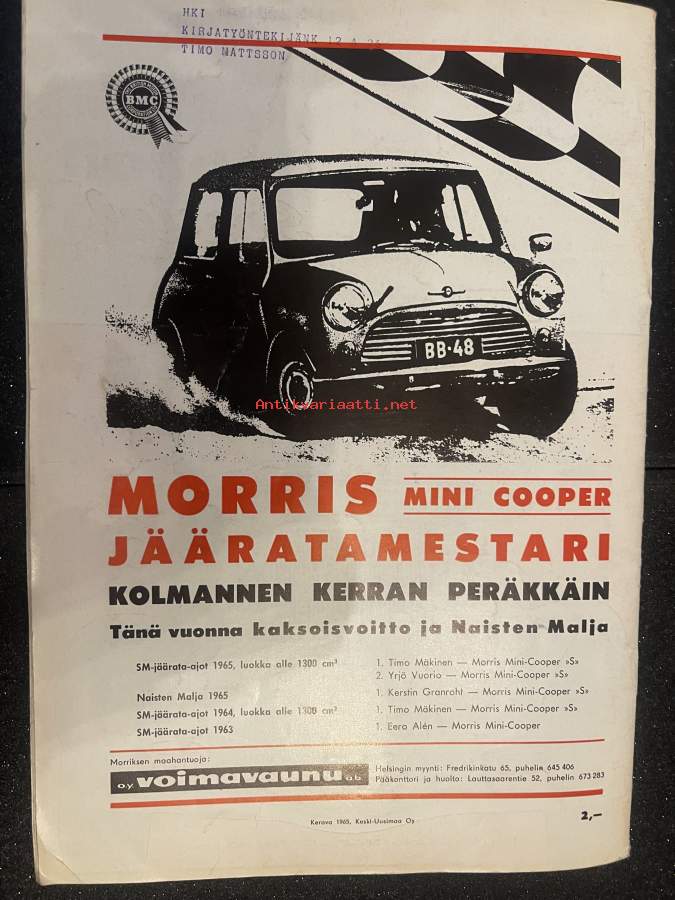 HKI
KIRJATYÖNTEKIJÄNK 12
TIMO MATTSSON
BMC
BB·48
Antikvariaatti.net
MORRIS MINI COOPER
JÄÄRATAMESTARI
KOLMANNEN KERRAN PERÄKKÄIN
Tänä vuonna kaksoisvoitto ja Naisten Malja
SM-jäärata-ajot 1965, luokka alle 1300 cm³ 1. Timo Mäkinen — Morris Mini-Cooper »S»
2. Yrjö Vuorio — Morris Mini-Cooper »S»
Naisten Malja 1965 1. Kerstin Granroht — Morris Mini-Cooper »S»
SM-jäärata-ajot 1964, luokka alle 1300 cm³ 1. Timo Mäkinen — Morris Mini-Cooper »S»
SM-jäärata-ajot 1963 1. Eero Alén — Morris Mini-Cooper
Morriksen maahantuoja:
o.y. voimavaunu a.b.
Helsingin myynti: Fredrikinkatu 65, puhelin 645 406
Pääkonttori ja huolto: Lauttasaarentie 52, puhelin 673 283
Kerava 1965, Keski-Uusimaa Oy
2,—